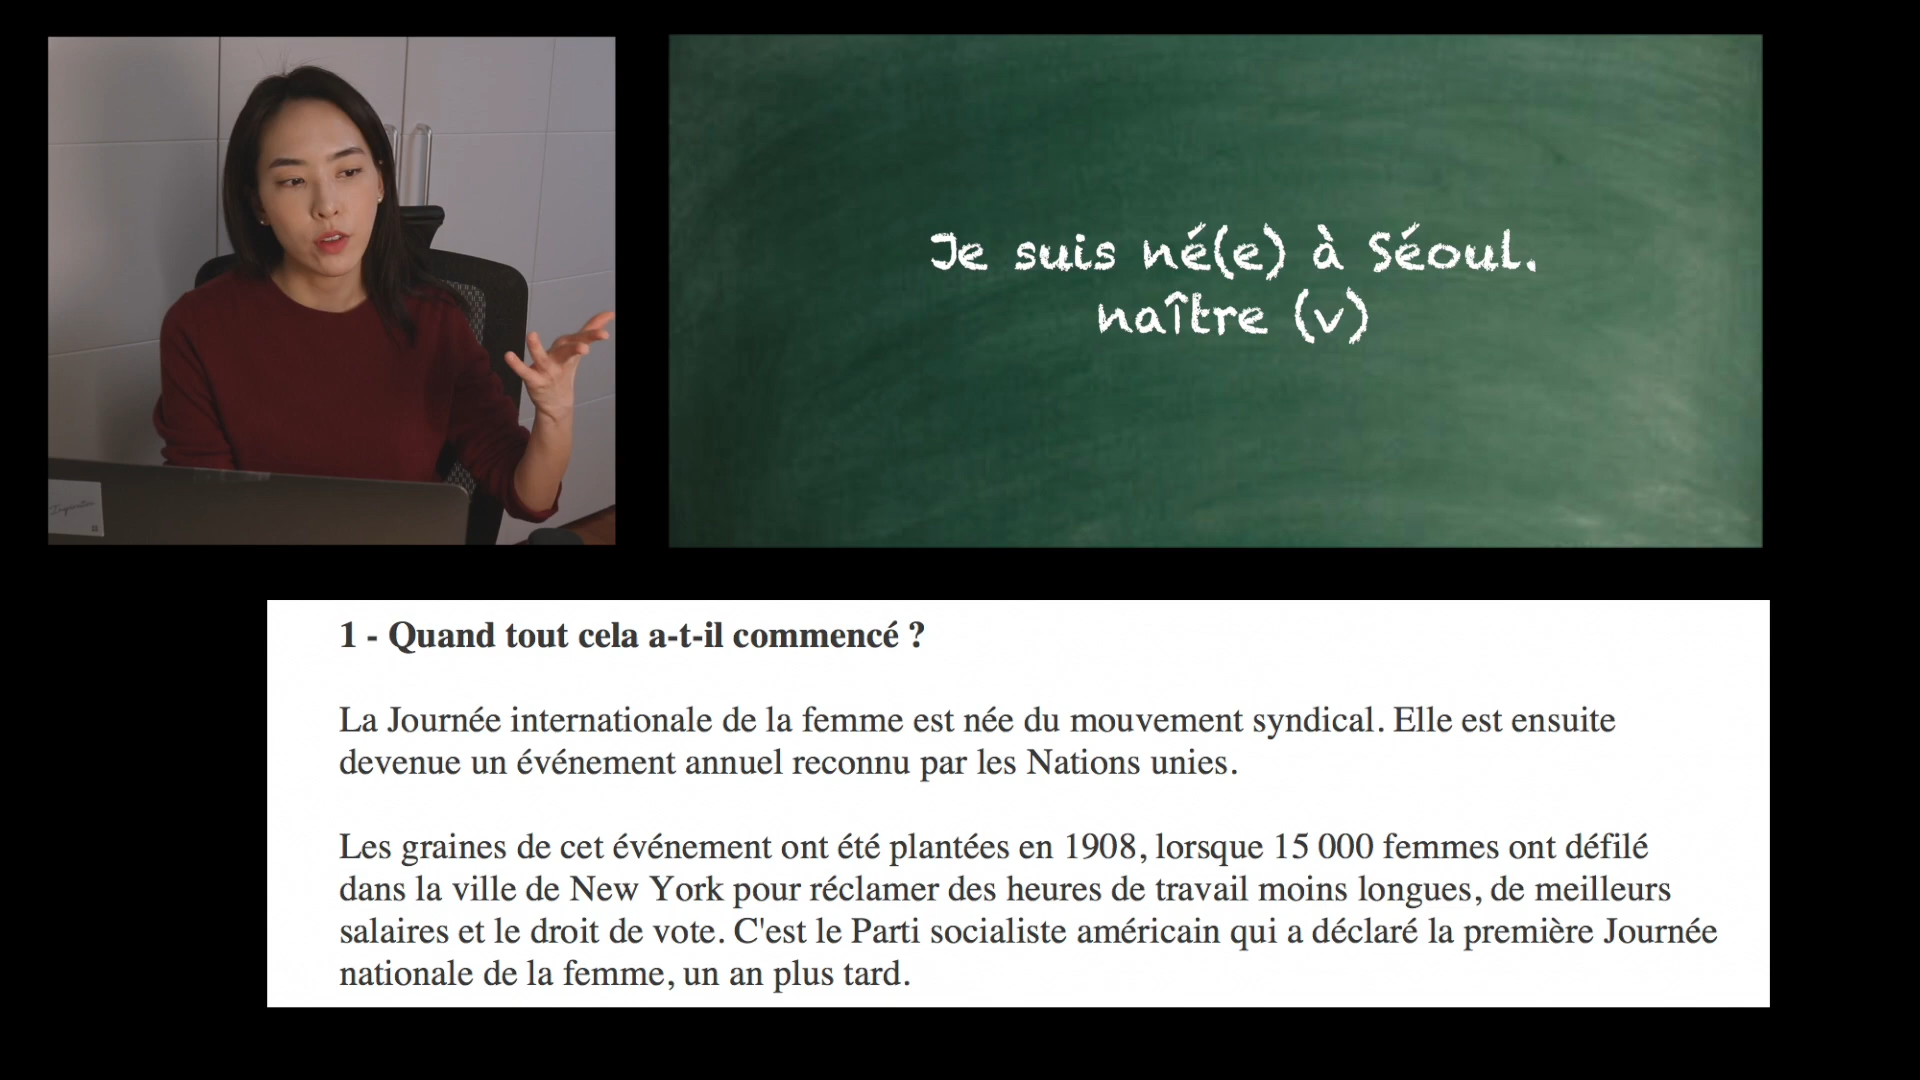 Je suis né(e) à Séoul.
naître (v)
1 - Quand tout cela a-t-il commencé ?
La Journée internationale de la femme est née du mouvement syndical. Elle est ensuite
devenue un événement annuel reconnu par les Nations unies.
Les graines de cet événement ont été plantées en 1908, lorsque 15 000 femmes ont défilé
dans la ville de New York pour réclamer des heures de travail moins longues, de meilleurs
salaires et le droit de vote. C'est le Parti socialiste américain qui a déclaré la première Journée
nationale de la femme, un an plus tard.